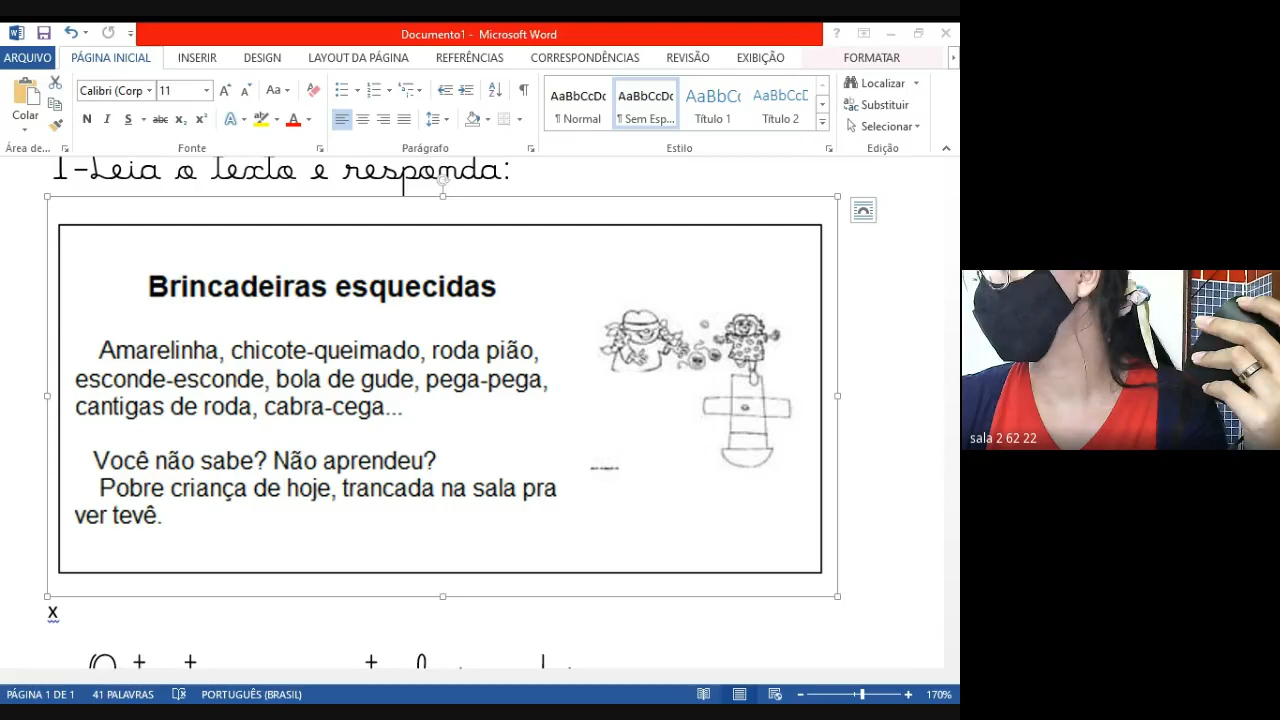 Documento1 - Microsoft Word
ARQUIVO PÁGINA INICIAL INSERIR DESIGN LAYOUT DA PÁGINA REFERÊNCIAS CORRESPONDÊNCIAS REVISÃO EXIBIÇÃO FORMATAR
Colar
Área de...
Calibri (Corp 11
N I S abc x₂ x²
Fonte
Parágrafo
AaBbCcDc AaBbCcDc AaBbC( AaBbCcD
¶ Normal ¶ Sem Esp... Título 1 Título 2
Estilo
Localizar
Substituir
Selecionar
Edição
1-Leia o texto e responda:
Brincadeiras esquecidas
Amarelinha, chicote-queimado, roda pião,
esconde-esconde, bola de gude, pega-pega,
cantigas de roda, cabra-cega...
Você não sabe? Não aprendeu?
Pobre criança de hoje, trancada na sala pra
ver tevê.
x
sala 2 62 22
PÁGINA 1 DE 1 41 PALAVRAS PORTUGUÊS (BRASIL) 170%